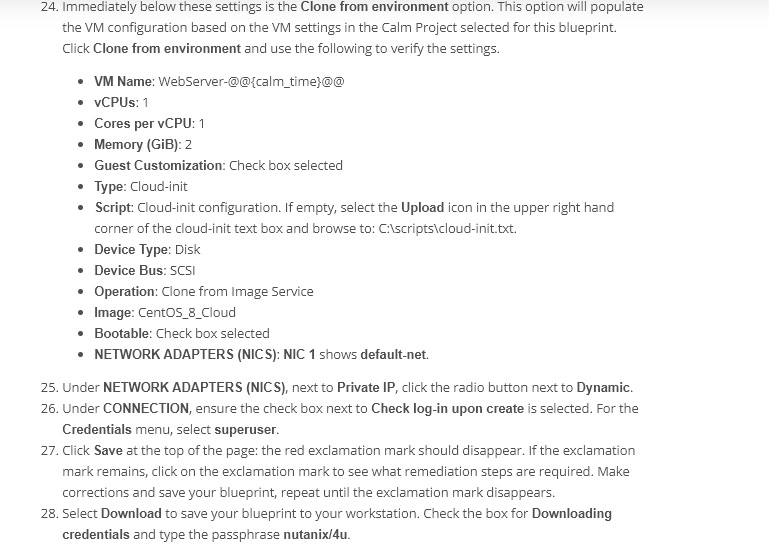 24. Immediately below these settings is the Clone from environment option. This option will populate
the VM configuration based on the VM settings in the Calm Project selected for this blueprint.
Click Clone from environment and use the following to verify the settings.
• VM Name: WebServer-@@{calm_time}@@
• vCPUs: 1
• Cores per vCPU: 1
• Memory (GiB): 2
• Guest Customization: Check box selected
• Type: Cloud-init
• Script: Cloud-init configuration. If empty, select the Upload icon in the upper right hand
corner of the cloud-init text box and browse to: C:\scripts\cloud-init.txt.
• Device Type: Disk
• Device Bus: SCSI
• Operation: Clone from Image Service
• Image: CentOS_8_Cloud
• Bootable: Check box selected
• NETWORK ADAPTERS (NICS): NIC 1 shows default-net.
25. Under NETWORK ADAPTERS (NICS), next to Private IP, click the radio button next to Dynamic.
26. Under CONNECTION, ensure the check box next to Check log-in upon create is selected. For the
Credentials menu, select superuser.
27. Click Save at the top of the page: the red exclamation mark should disappear. If the exclamation
mark remains, click on the exclamation mark to see what remediation steps are required. Make
corrections and save your blueprint, repeat until the exclamation mark disappears.
28. Select Download to save your blueprint to your workstation. Check the box for Downloading
credentials and type the passphrase nutanix/4u.